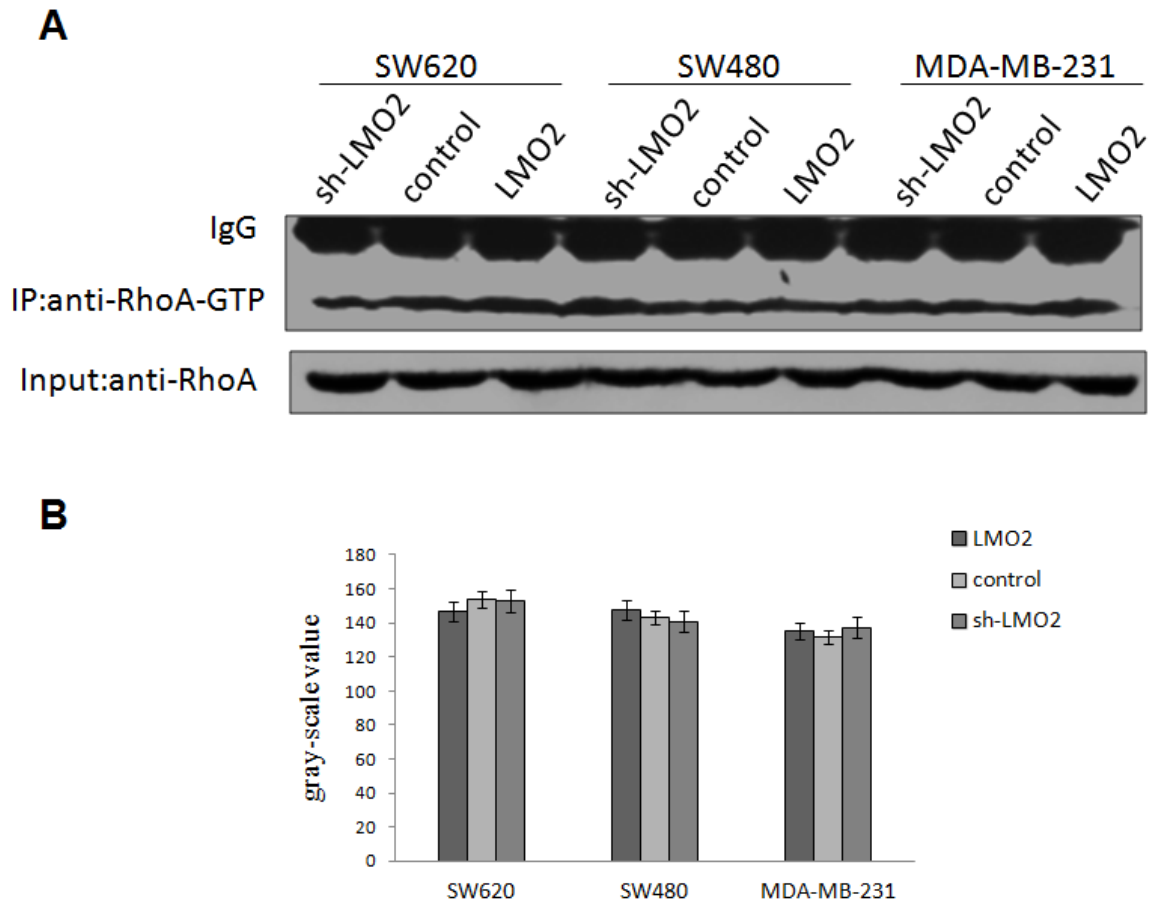 A
SW620 SW480 MDA-MB-231
sh-LMO2 control LMO2 sh-LMO2 control LMO2 sh-LMO2 control LMO2
IgG
IP:anti-RhoA-GTP
Input:anti-RhoA
B
LMO2
control
sh-LMO2
gray-scale value
180
160
140
120
100
80
60
40
20
0
SW620 SW480 MDA-MB-231